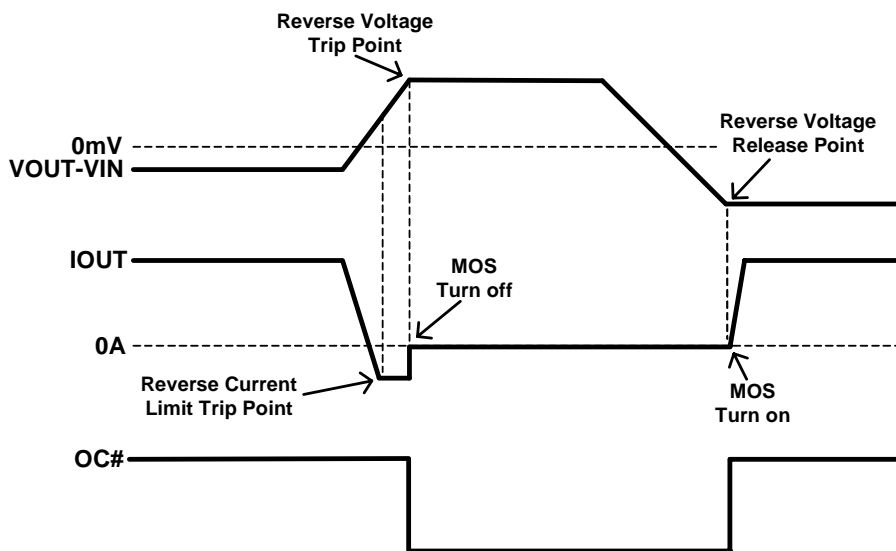 Reverse Voltage
Trip Point
0mV
VOUT-VIN
Reverse Voltage
Release Point
IOUT
MOS
Turn off
0A
Reverse Current
Limit Trip Point
MOS
Turn on
OC#